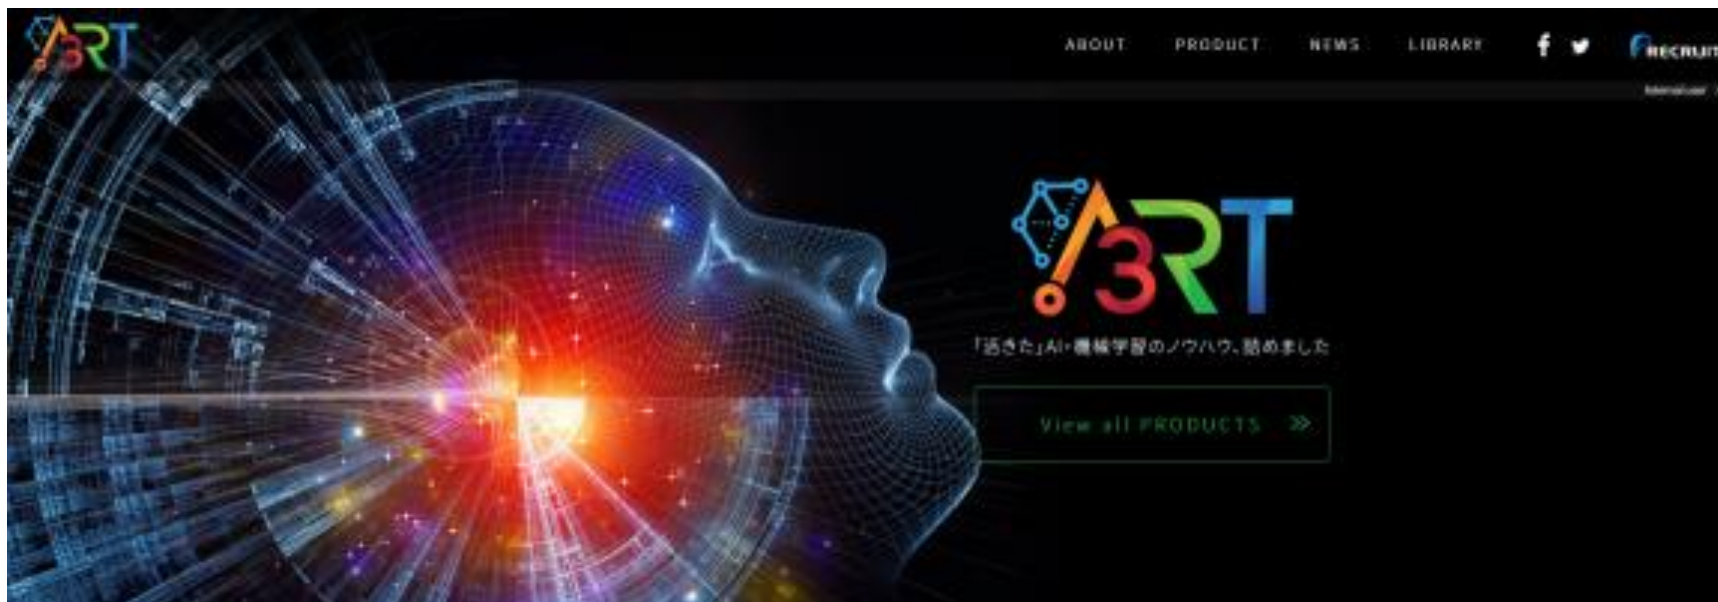 A3RT
ABOUT PRODUCT NEWS LIBRARY
RECRUIT
A3RT
「活きた」AI・機械学習のノウハウ、詰めました
View all PRODUCTS